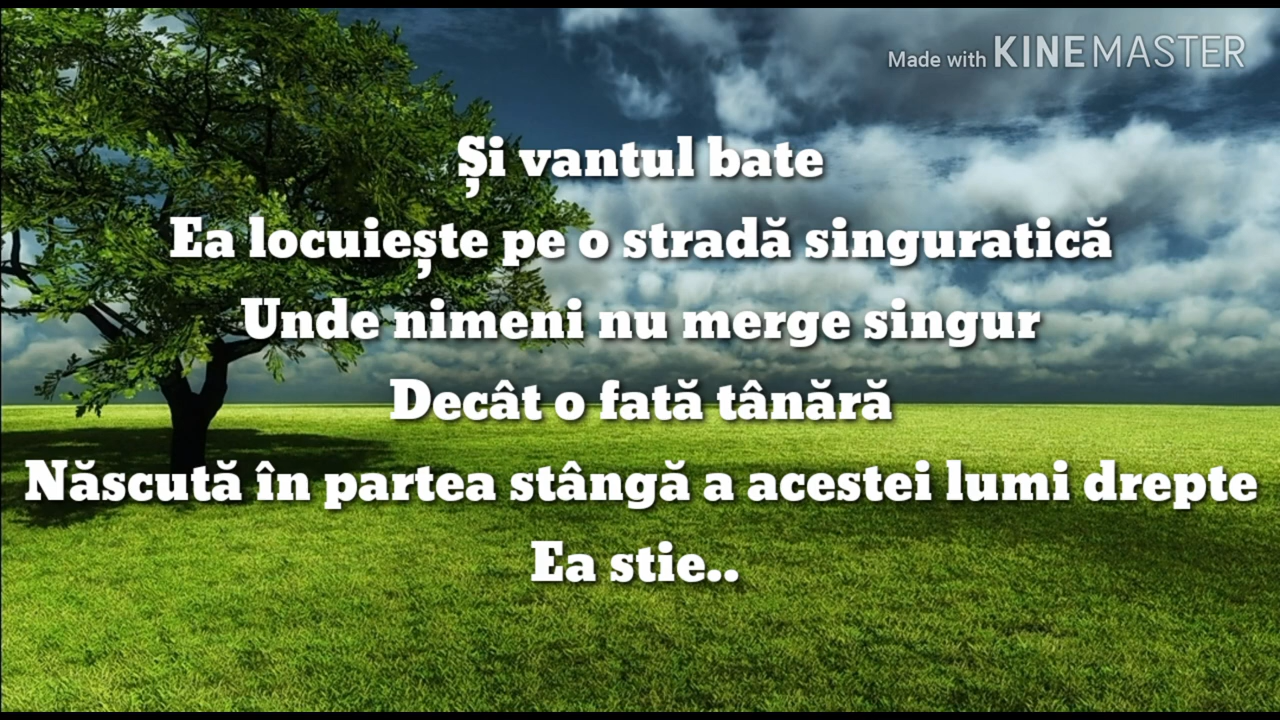 Made with KINEMASTER
Și vantul bate
Ea locuiește pe o stradă singuratică
Unde nimeni nu merge singur
Decât o fată tânără
Născută în partea stângă a acestei lumi drepte
Ea stie..